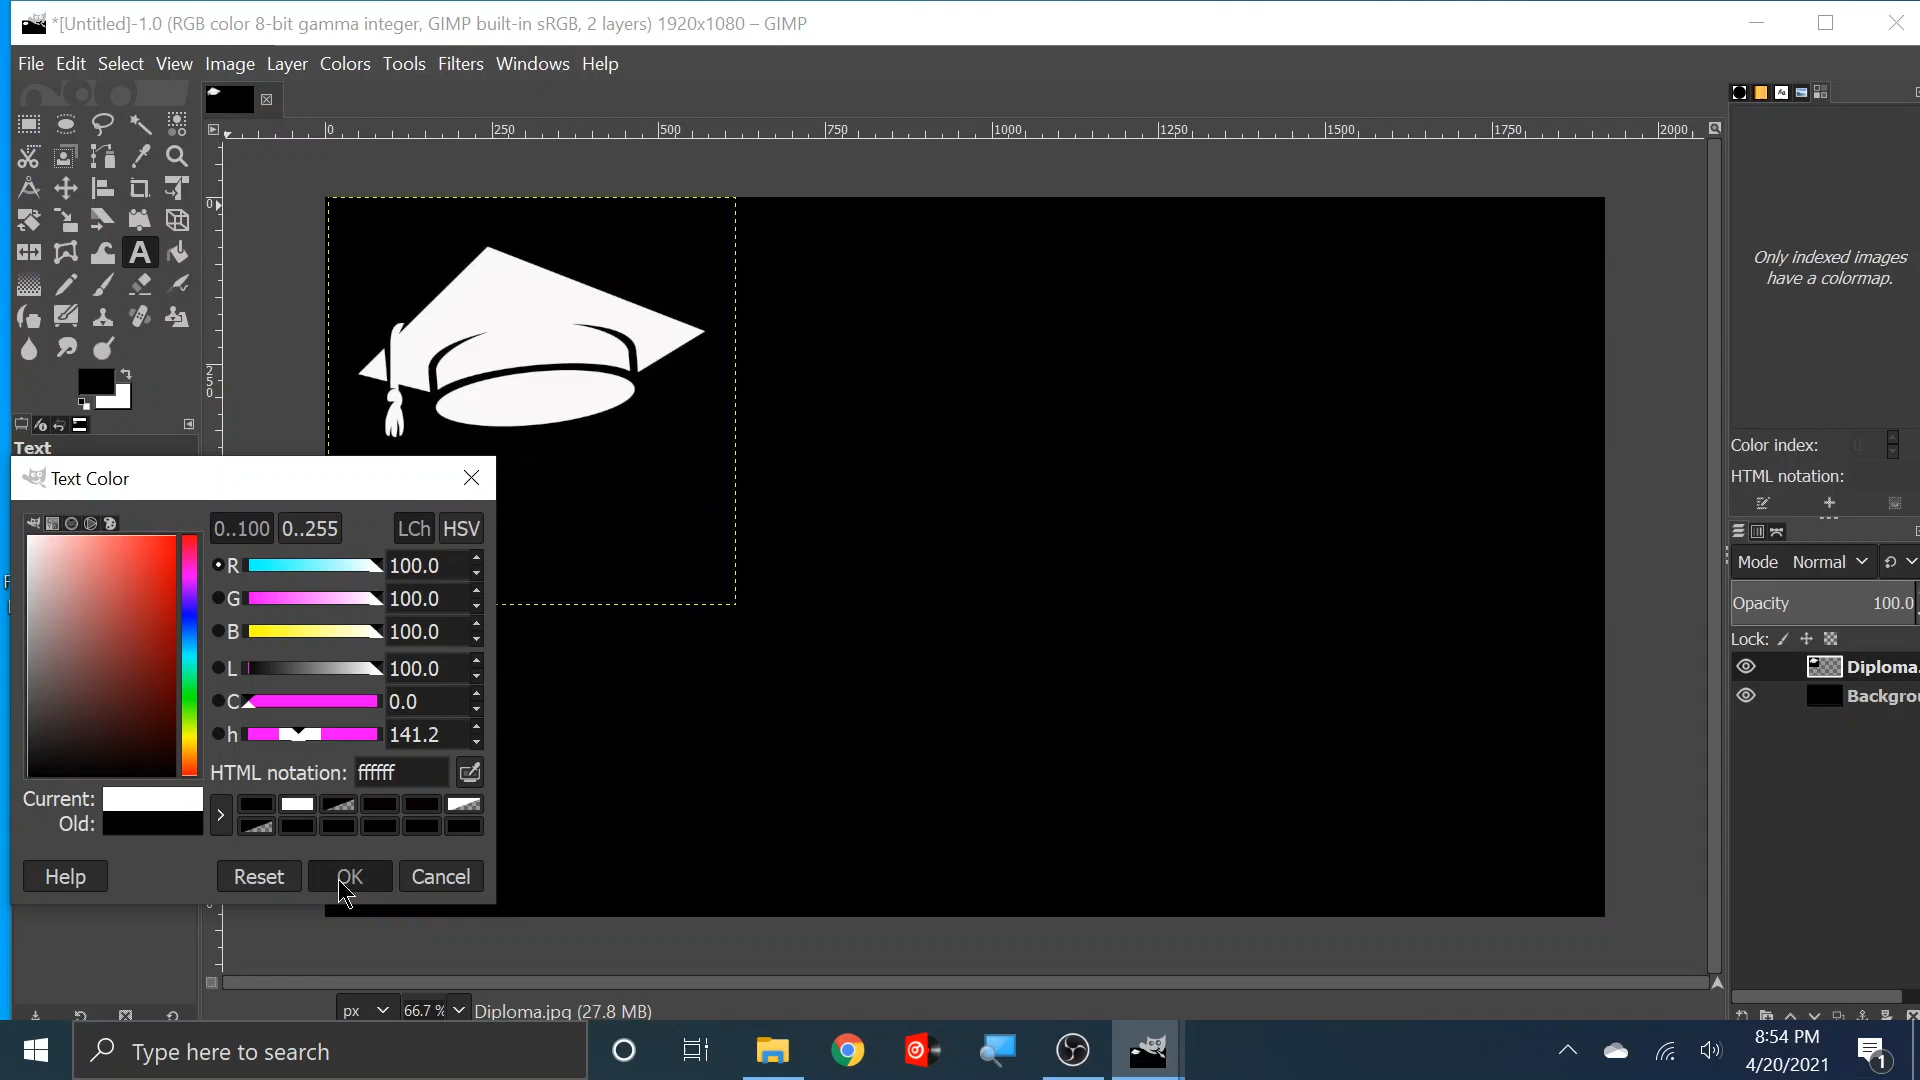 *[Untitled]-1.0 (RGB color 8-bit gamma integer, GIMP built-in sRGB, 2 layers) 1920x1080 – GIMP
File Edit Select View Image Layer Colors Tools Filters Windows Help
0 250 500 750 1000 1250 1500 1750 2000
0
250
Only indexed images
have a colormap.
Text
Color index: 0
HTML notation:
Text Color
0..100 0..255 LCh HSV
R 100.0
G 100.0
B 100.0
L 100.0
C 0.0
h 141.2
HTML notation: ffffff
Current:
Old:
Help Reset OK Cancel
Mode Normal
Opacity 100.0
Lock:
Diploma.
Backgro
px 66.7 % Diploma.jpg (27.8 MB)
Type here to search
8:54 PM
4/20/2021
1